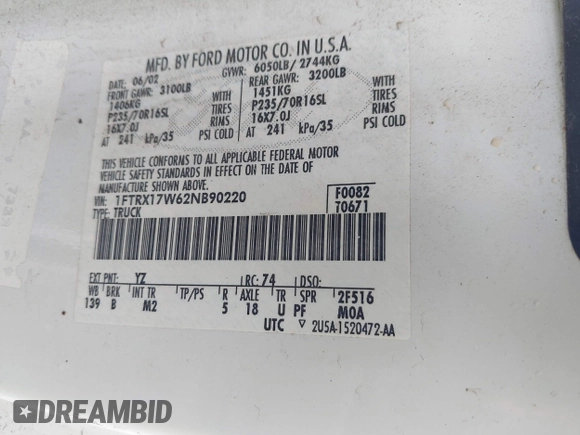 MFD. BY FORD MOTOR CO. IN U.S.A.
DATE: 06/02 GVWR: 6050LB/ 2744KG
FRONT GAWR: 3100LB REAR GAWR: 3200LB
1406KG WITH 1451KG WITH
P235/70R16SL TIRES P235/70R16SL TIRES
16X7.0J RIMS 16X7.0J RIMS
AT 241 kPa/35 PSI COLD AT 241 kPa/35 PSI COLD
THIS VEHICLE CONFORMS TO ALL APPLICABLE FEDERAL MOTOR
VEHICLE SAFETY STANDARDS IN EFFECT ON THE DATE OF
MANUFACTURE SHOWN ABOVE.
VIN: 1FTRX17W62NB90220 F0082
TYPE: TRUCK 70671
EXT PNT: YZ RC: 74 DSO:
WB BRK INT TR TP/PS R AXLE TR SPR 2F516
139 B M2 5 18 U PF M0A
UTC ▽ 2U5A-1520472-AA
DREAMBID